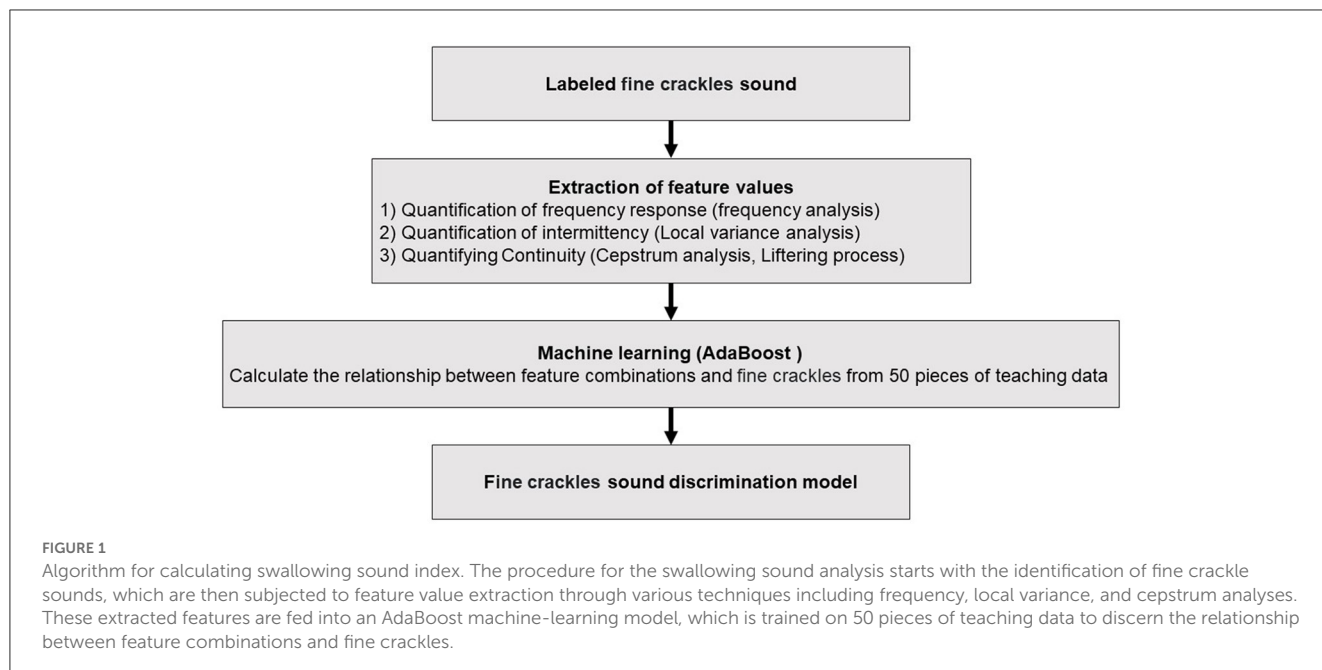 Labeled fine crackles sound
Extraction of feature values
1) Quantification of frequency response (frequency analysis)
2) Quantification of intermittency (Local variance analysis)
3) Quantifying Continuity (Cepstrum analysis, Liftering process)
Machine learning (AdaBoost )
Calculate the relationship between feature combinations and fine crackles from 50 pieces of teaching data
Fine crackles sound discrimination model
FIGURE 1
Algorithm for calculating swallowing sound index. The procedure for the swallowing sound analysis starts with the identification of fine crackle
sounds, which are then subjected to feature value extraction through various techniques including frequency, local variance, and cepstrum analyses.
These extracted features are fed into an AdaBoost machine-learning model, which is trained on 50 pieces of teaching data to discern the relationship
between feature combinations and fine crackles.